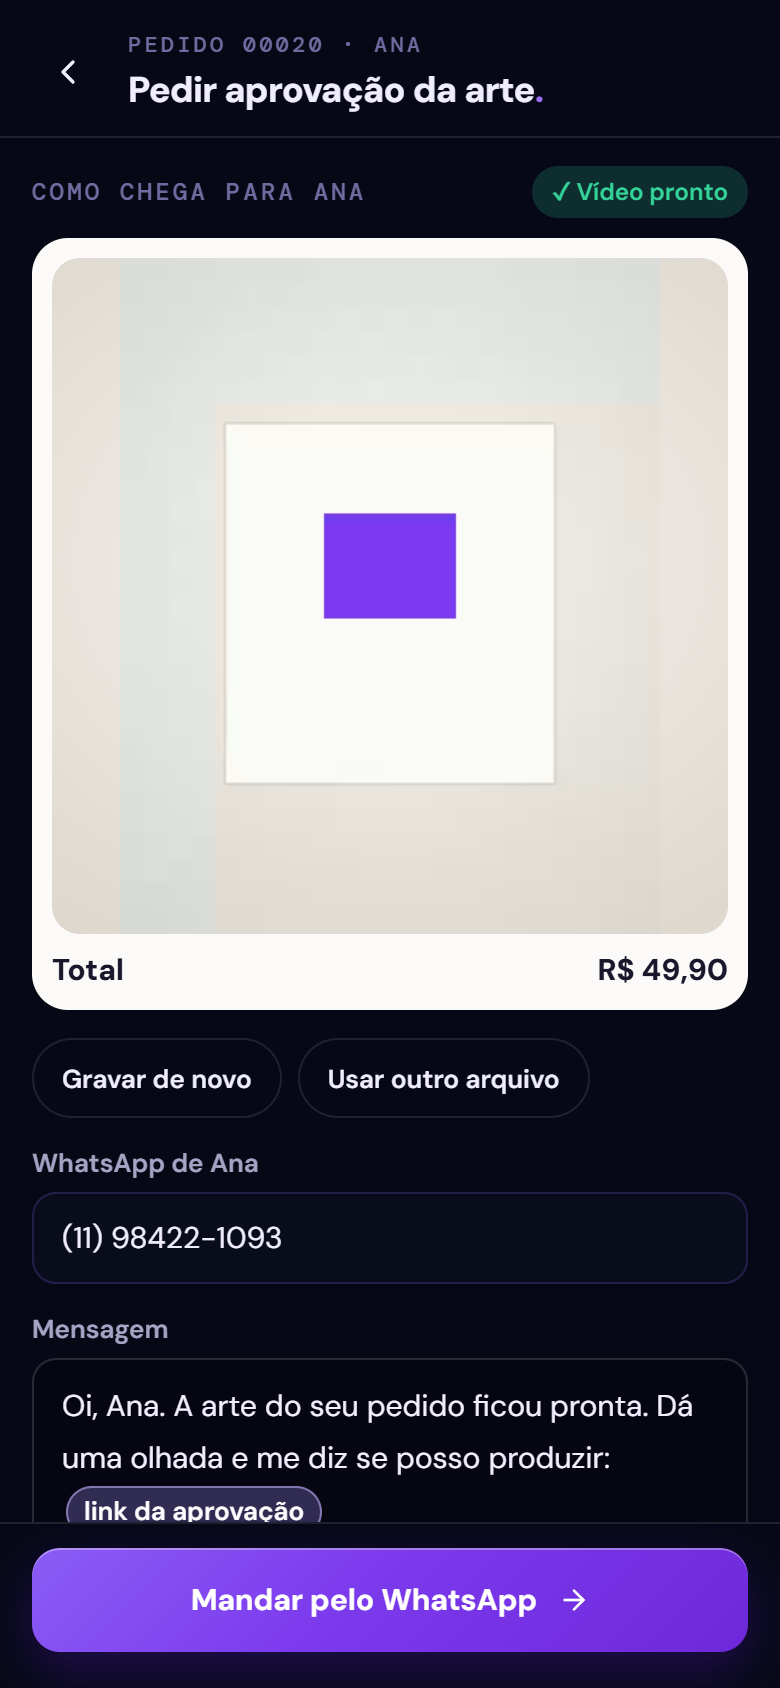 PEDIDO 00020 · ANA
Pedir aprovação da arte.
COMO CHEGA PARA ANA
✓ Vídeo pronto
Total
R$ 49,90
Gravar de novo
Usar outro arquivo
WhatsApp de Ana
(11) 98422-1093
Mensagem
Oi, Ana. A arte do seu pedido ficou pronta. Dá
uma olhada e me diz se posso produzir:
link da aprovação
Mandar pelo WhatsApp →